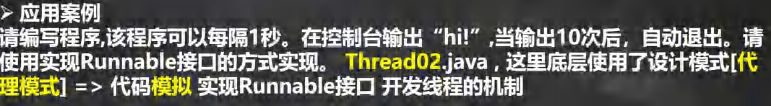 ➢ 应用案例
请编写程序,该程序可以每隔1秒。在控制台输出“hi!”,当输出10次后，自动退出。请
使用实现Runnable接口的方式实现。 Thread02.java , 这里底层使用了设计模式[代
理模式] => 代码模拟 实现Runnable接口 开发线程的机制